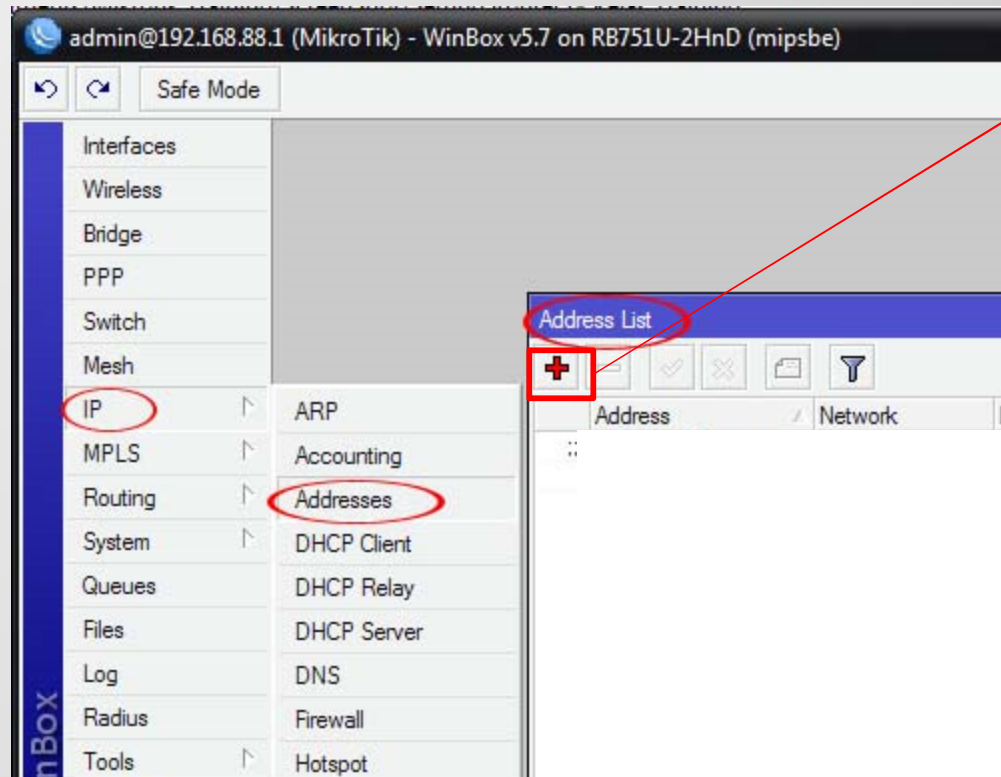 admin@192.168.88.1 (MikroTik) - WinBox v5.7 on RB751U-2HnD (mipsbe)
Safe Mode
Interfaces
Wireless
Bridge
PPP
Switch
Mesh
IP
MPLS
Routing
System
Queues
Files
Log
Radius
Tools
ARP
Accounting
Addresses
DHCP Client
DHCP Relay
DHCP Server
DNS
Firewall
Hotspot
Address List
Address
Network